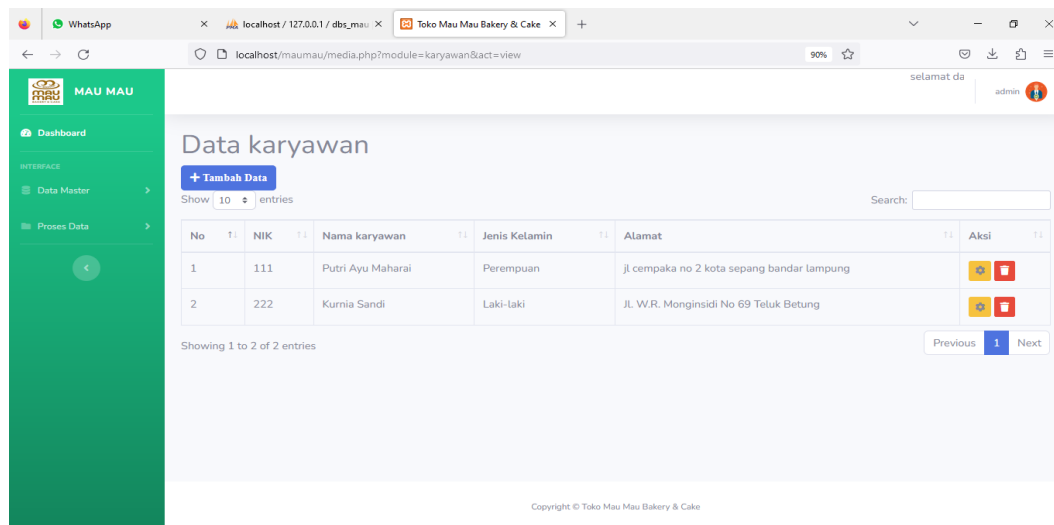 WhatsApp
localhost / 127.0.0.1 / dbs_mau
Toko Mau Mau Bakery & Cake
localhost/maumau/media.php?module=karyawan&act=view
90%
MAU MAU
MAU MAU
selamat da
admin
Dashboard
INTERFACE
Data Master
Proses Data
Data karyawan
Tambah Data
Show 10 entries
Search:
No NIK Nama karyawan Jenis Kelamin Alamat Aksi
1 111 Putri Ayu Maharai Perempuan jl cempaka no 2 kota sepang bandar lampung
2 222 Kurnia Sandi Laki-laki Jl. W.R. Monginsidi No 69 Teluk Betung
Showing 1 to 2 of 2 entries
Previous 1 Next
Copyright © Toko Mau Mau Bakery & Cake